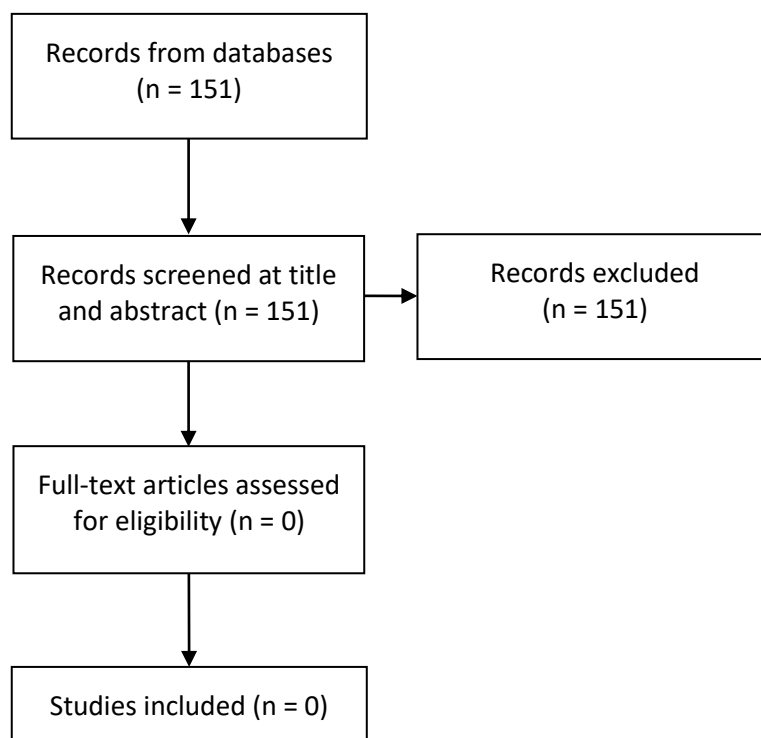 Records from databases
(n = 151)
Records screened at title
and abstract (n = 151)
Records excluded
(n = 151)
Full-text articles assessed
for eligibility (n = 0)
Studies included (n = 0)